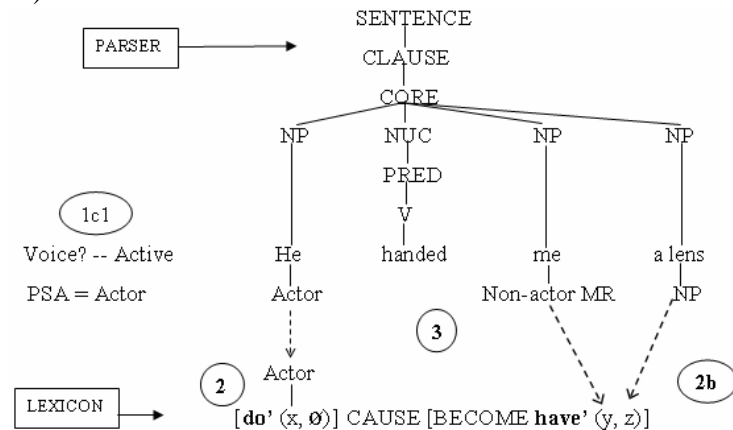 )
SENTENCE
PARSER
CLAUSE
CORE
NP NUC NP NP
PRED
1c1
V
Voice? -- Active He handed me a lens
PSA = Actor Actor Non-actor MR NP
3
Actor
2 2b
LEXICON [do' (x, Ø)] CAUSE [BECOME have' (y, z)]